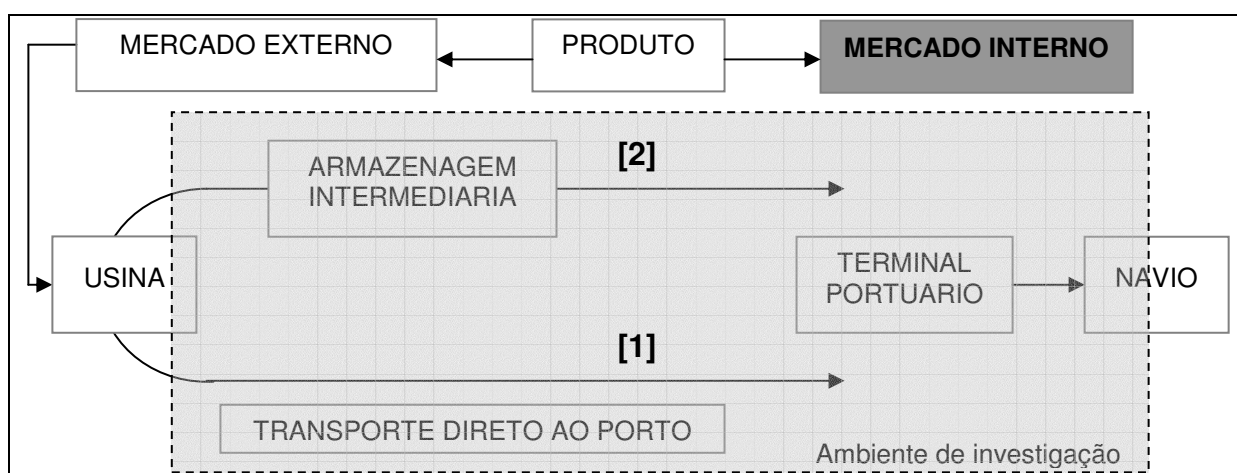 MERCADO EXTERNO
PRODUTO
MERCADO INTERNO
ARMAZENAGEM
INTERMEDIARIA
[2]
USINA
TERMINAL
PORTUARIO
NAVIO
[1]
TRANSPORTE DIRETO AO PORTO
Ambiente de investigação